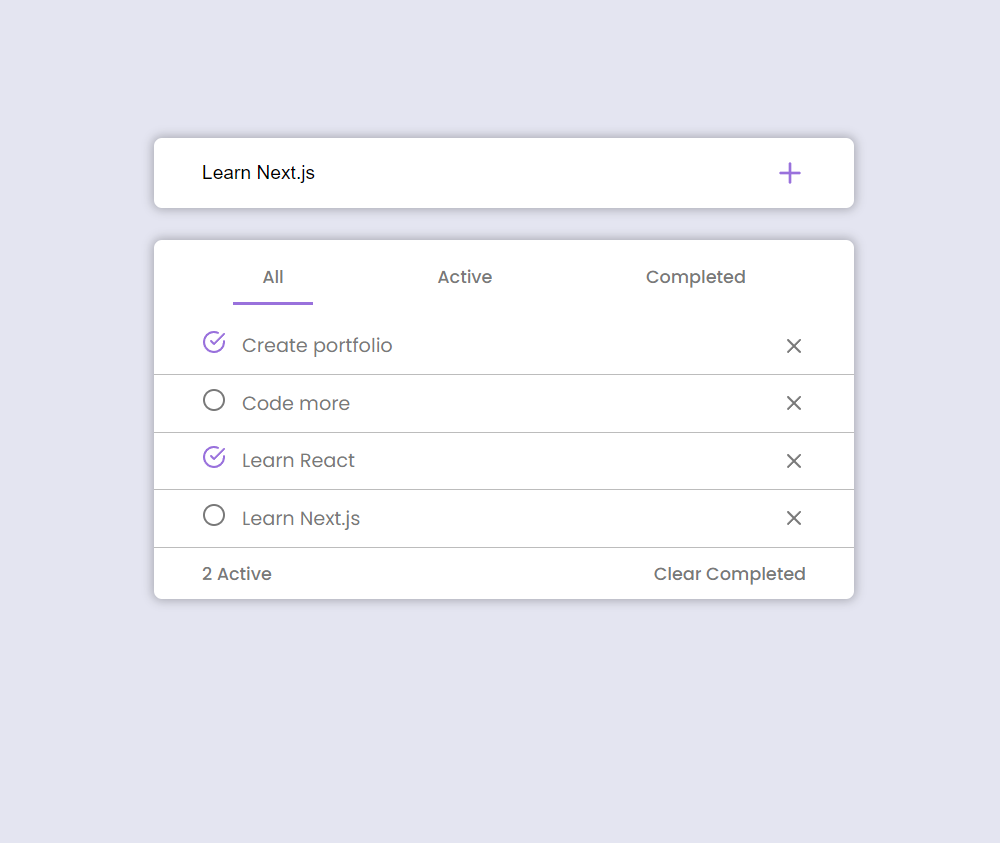 Learn Next.js
All Active Completed
Create portfolio
Code more
Learn React
Learn Next.js
2 Active Clear Completed